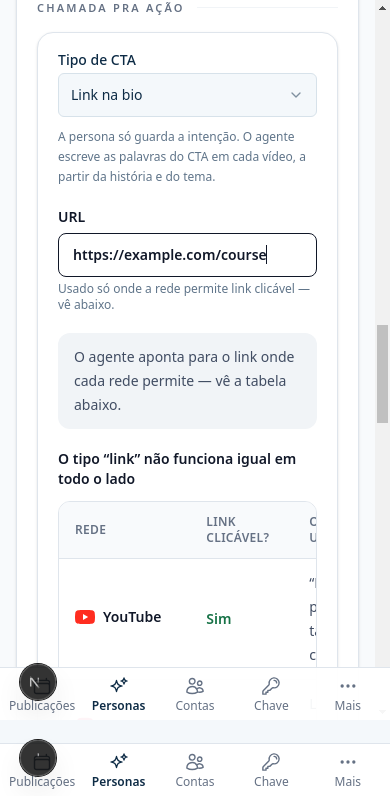 CHAMADA PRA AÇÃO
Tipo de CTA
Link na bio
A persona só guarda a intenção. O agente
escreve as palavras do CTA em cada vídeo, a
partir da história e do tema.
URL
https://example.com/course
Usado só onde a rede permite link clicável —
vê abaixo.
O agente aponta para o link onde
cada rede permite — vê a tabela
abaixo.
O tipo “link” não funciona igual em
todo o lado
REDE
LINK
CLICÁVEL?
YouTube
Sim
Publicações
Personas
Contas
Chave
Mais
Publicações
Personas
Contas
Chave
Mais